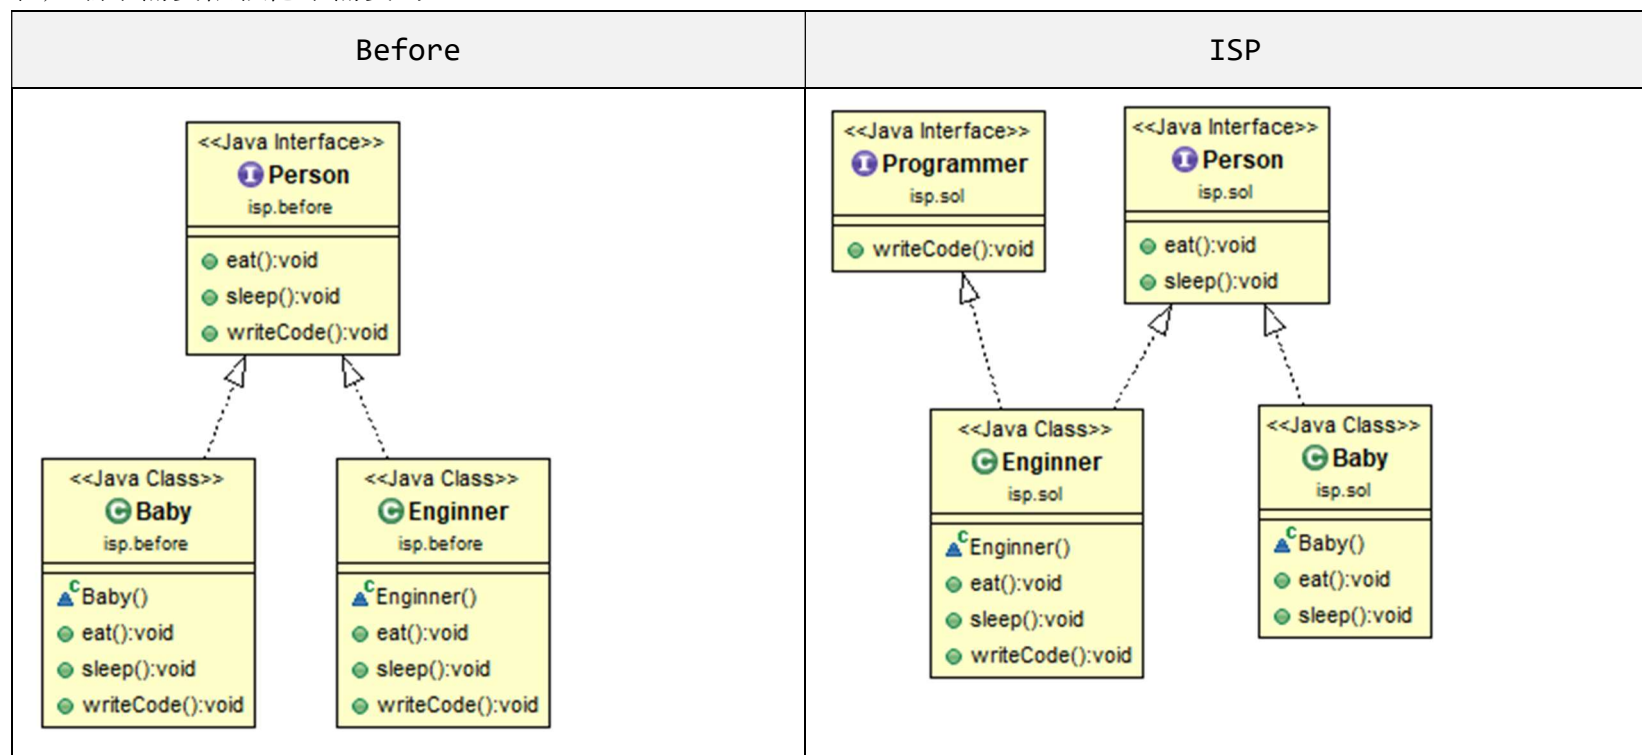 Before
ISP
<<Java Interface>>
Person
isp.before
eat():void
sleep():void
writeCode():void
<<Java Class>>
Baby
isp.before
Baby()
eat():void
sleep():void
writeCode():void
<<Java Class>>
Enginner
isp.before
Enginner()
eat():void
sleep():void
writeCode():void
<<Java Interface>>
Programmer
isp.sol
writeCode():void
<<Java Interface>>
Person
isp.sol
eat():void
sleep():void
<<Java Class>>
Enginner
isp.sol
Enginner()
eat():void
sleep():void
writeCode():void
<<Java Class>>
Baby
isp.sol
Baby()
eat():void
sleep():void